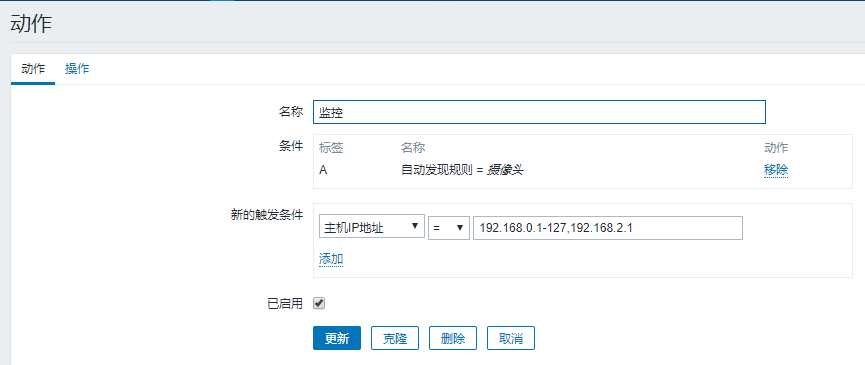 动作
动作 操作
名称 监控
条件 标签 名称 动作
A 自动发现规则 = 摄像头 移除
新的触发条件 主机IP地址 = 192.168.0.1-127,192.168.2.1
添加
已启用
更新 克隆 删除 取消